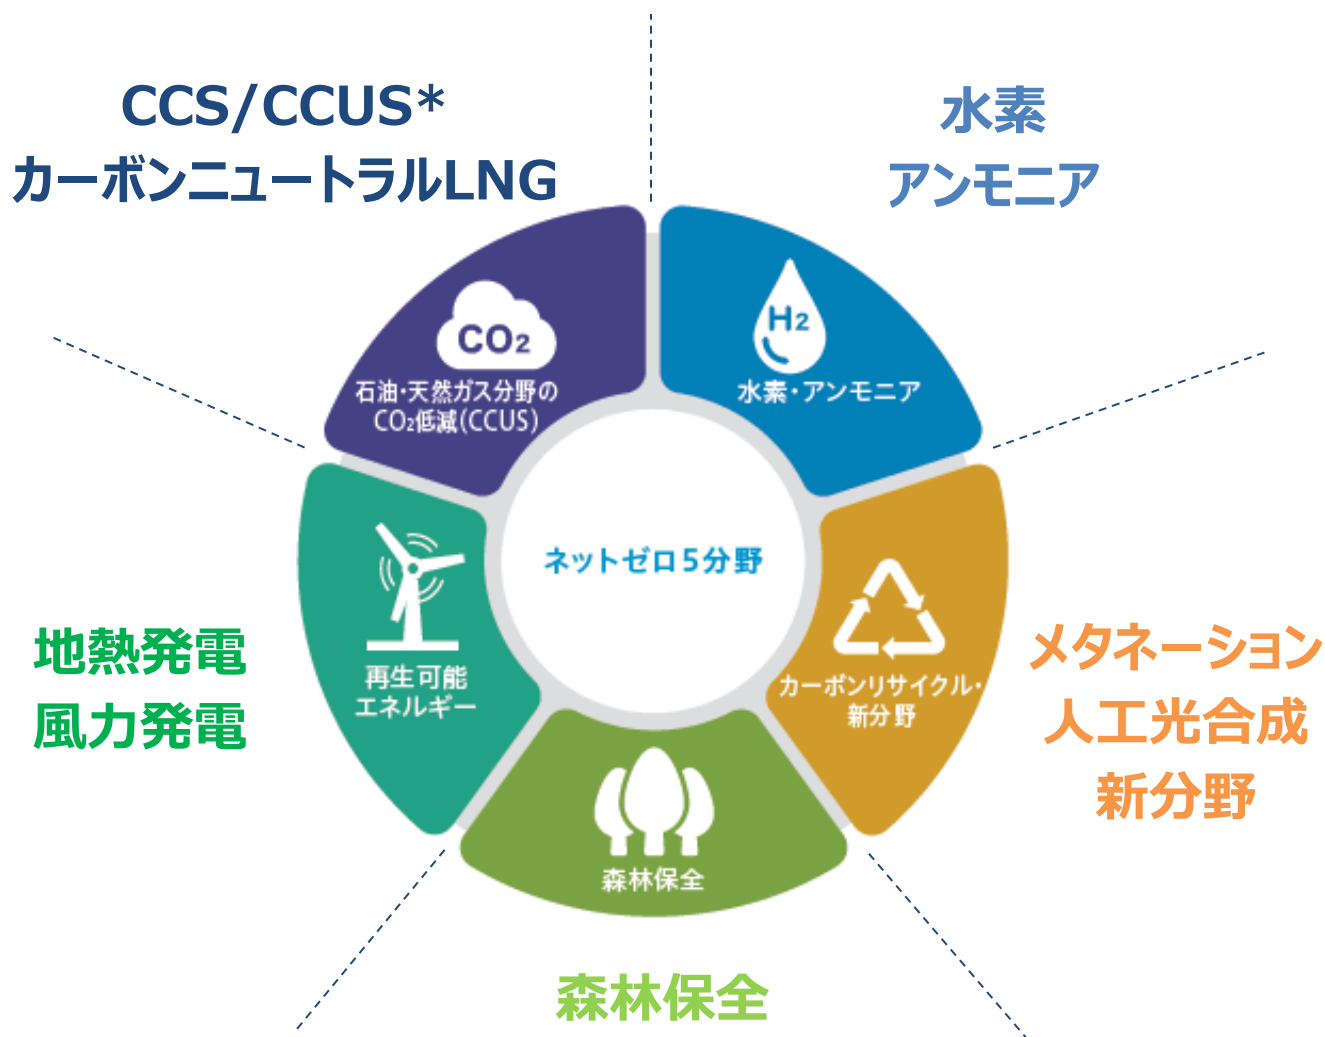 CCS/CCUS*
カーボンニュートラルLNG
水素
アンモニア
CO₂
石油・天然ガス分野の
CO₂低減(CCUS)
H₂
水素・アンモニア
ネットゼロ5分野
再生可能
エネルギー
カーボンリサイクル・
新分野
森林保全
地熱発電
風力発電
メタネーション
人工光合成
新分野
森林保全